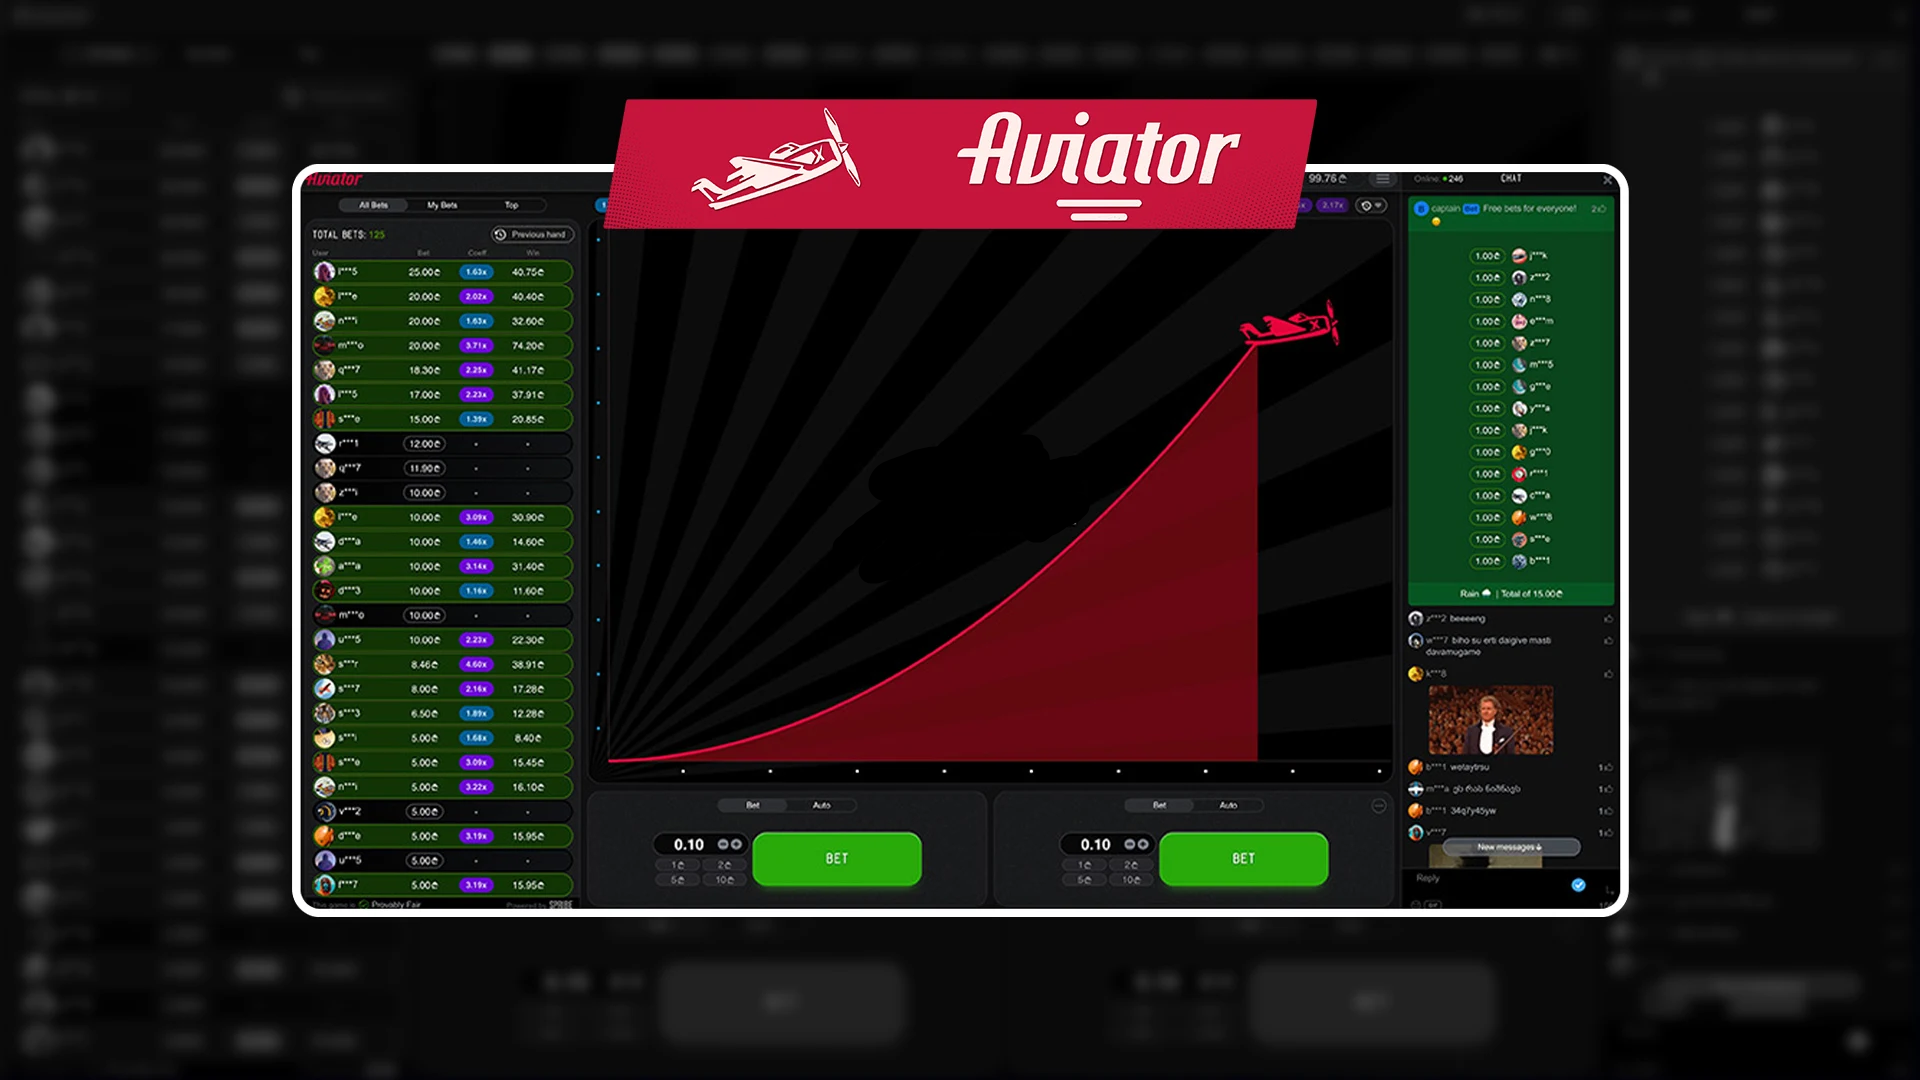 Aviator
Aviator
99.76₾
Online: 246
CHAT
All Bets My Bets Top
2.17x
TOTAL BETS: 125
Previous hand
User Bet Coeff. Win
i***5 25.00₾ 1.63x 40.75₾
i***e 20.00₾ 2.02x 40.40₾
n***i 20.00₾ 1.63x 32.60₾
m***o 20.00₾ 3.71x 74.20₾
q***7 18.30₾ 2.25x 41.17₾
i***5 17.00₾ 2.23x 37.91₾
s***e 15.00₾ 1.39x 20.85₾
r***1 12.00₾ - -
q***7 11.90₾ - -
z***i 10.00₾ - -
i***e 10.00₾ 3.09x 30.90₾
d***a 10.00₾ 1.46x 14.60₾
a***a 10.00₾ 3.14x 31.40₾
d***3 10.00₾ 1.16x 11.60₾
m***o 10.00₾
u***5 10.00₾ 2.23x 22.30₾
s***r 8.46₾ 4.60x 38.91₾
s***7 8.00₾ 2.16x 17.28₾
s***3 6.50₾ 1.89x 12.28₾
s***i 5.00₾ 1.68x 8.40₾
s***e 5.00₾ 3.09x 15.45₾
n***i 5.00₾ 3.22x 16.10₾
v***2 5.00₾ - -
d***e 5.00₾ 3.19x 15.95₾
u***5 5.00₾ - -
f***7 5.00₾ 3.19x 15.95₾
This game is Provably Fair
Powered by SPRIBE
Bet Auto
0.10
1₾ 2₾
5₾ 10₾
BET
Bet Auto
0.10
1₾ 2₾
5₾ 10₾
BET
captain Bot Free bets for everyone! 2
1.00₾ j***k
1.00₾ z***2
1.00₾ n***8
1.00₾ e***m
1.00₾ z***7
1.00₾ m***5
1.00₾ g***e
1.00₾ y***a
1.00₾ j***k
1.00₾ g***0
1.00₾ r***1
1.00₾ c***a
1.00₾ w***8
1.00₾ s***e
1.00₾ b***1
Rain | Total of 15.00₾
z***2 beeeeng
w***7 biho su erti daigive masti
davamugame
k***8
b***1 wetaytrsu 1
m***a ეს რას ნიშნავს 1
b***1 34q7y45yw 1
v***7 1
New messages
Reply
GIF